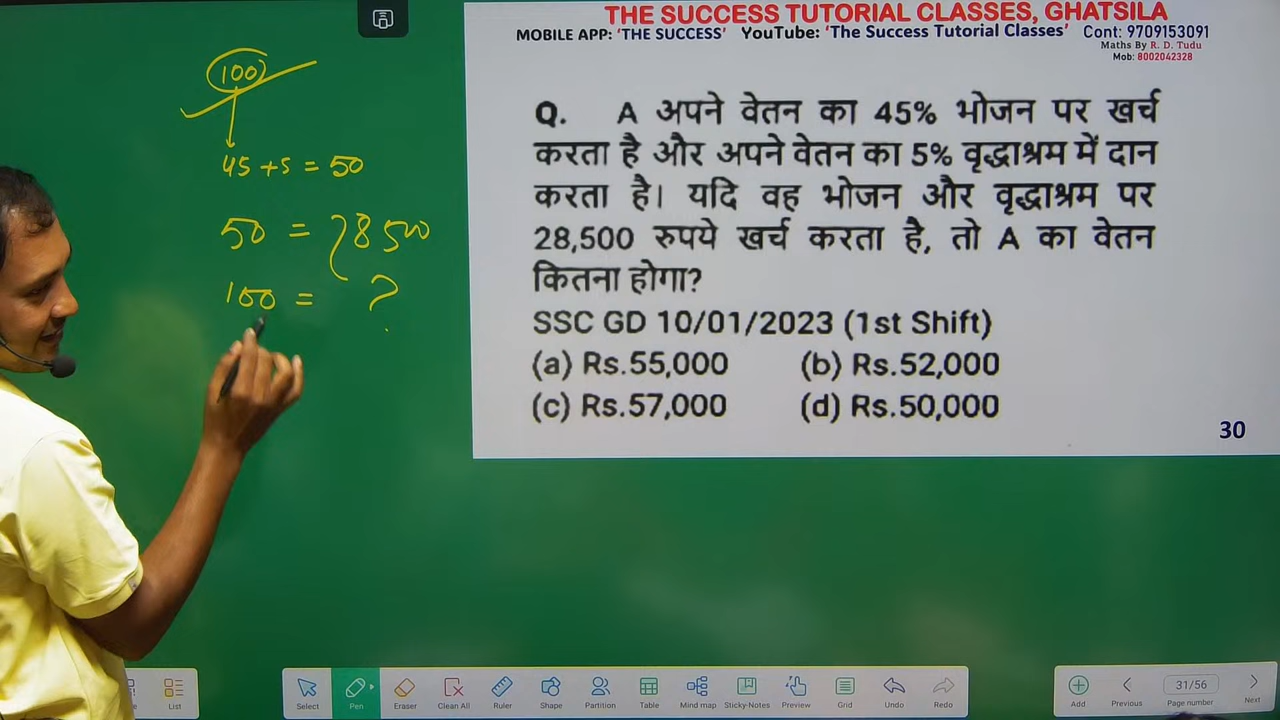 THE SUCCESS TUTORIAL CLASSES, GHATSILA
MOBILE APP: 'THE SUCCESS' YouTube: 'The Success Tutorial Classes' Cont: 9709153091
Maths By R. D. Tudu
Mob: 8002042328
100
45 + 5 = 50
50 = 28500
100 = ?
Q. A अपने वेतन का 45% भोजन पर खर्च
करता है और अपने वेतन का 5% वृद्धाश्रम में दान
करता है। यदि वह भोजन और वृद्धाश्रम पर
28,500 रुपये खर्च करता है, तो A का वेतन
कितना होगा?
SSC GD 10/01/2023 (1st Shift)
(a) Rs.55,000 (b) Rs.52,000
(c) Rs.57,000 (d) Rs.50,000
30
List Select Pen Eraser Clean All Ruler Shape Partition Table Mind map Sticky-Notes Preview Grid Undo Redo Add Previous 31/56 Page number Next